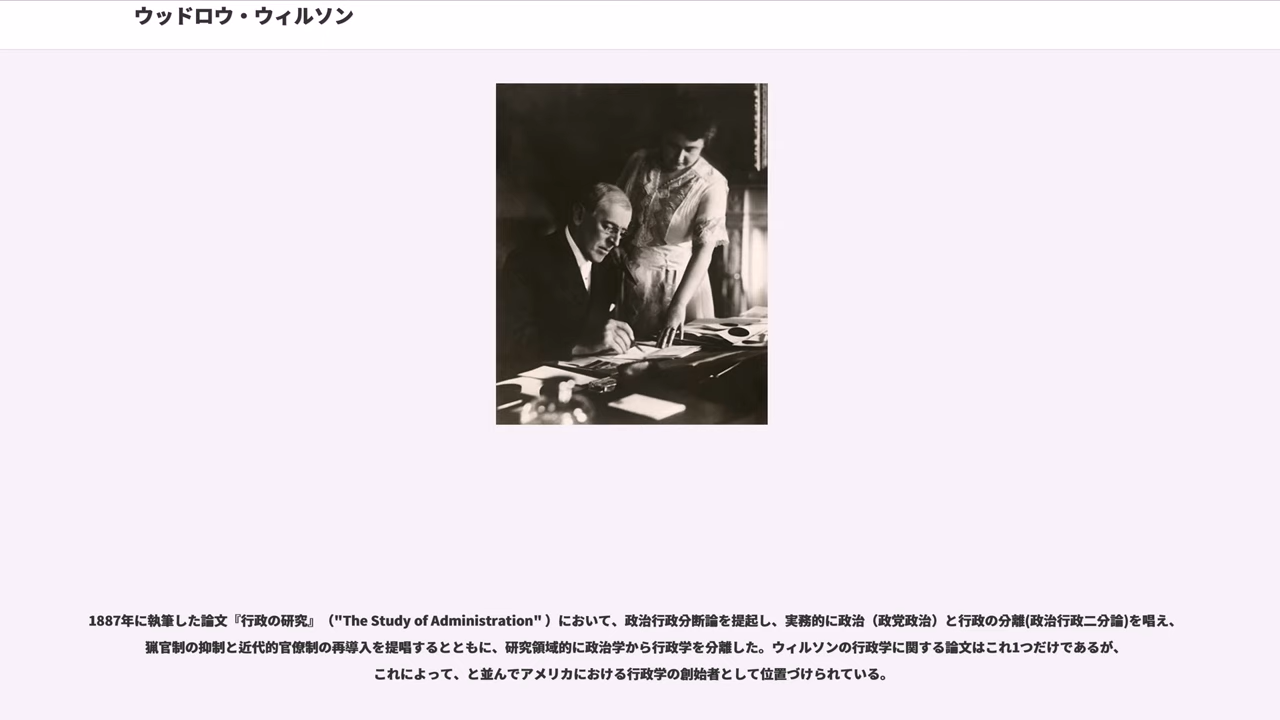 ウッドロウ・ウィルソン
1887年に執筆した論文『行政の研究』（"The Study of Administration" ）において、政治行政分断論を提起し、実務的に政治（政党政治）と行政の分離(政治行政二分論)を唱え、
猟官制の抑制と近代的官僚制の再導入を提唱するとともに、研究領域的に政治学から行政学を分離した。ウィルソンの行政学に関する論文はこれ1つだけであるが、
これによって、と並んでアメリカにおける行政学の創始者として位置づけられている。